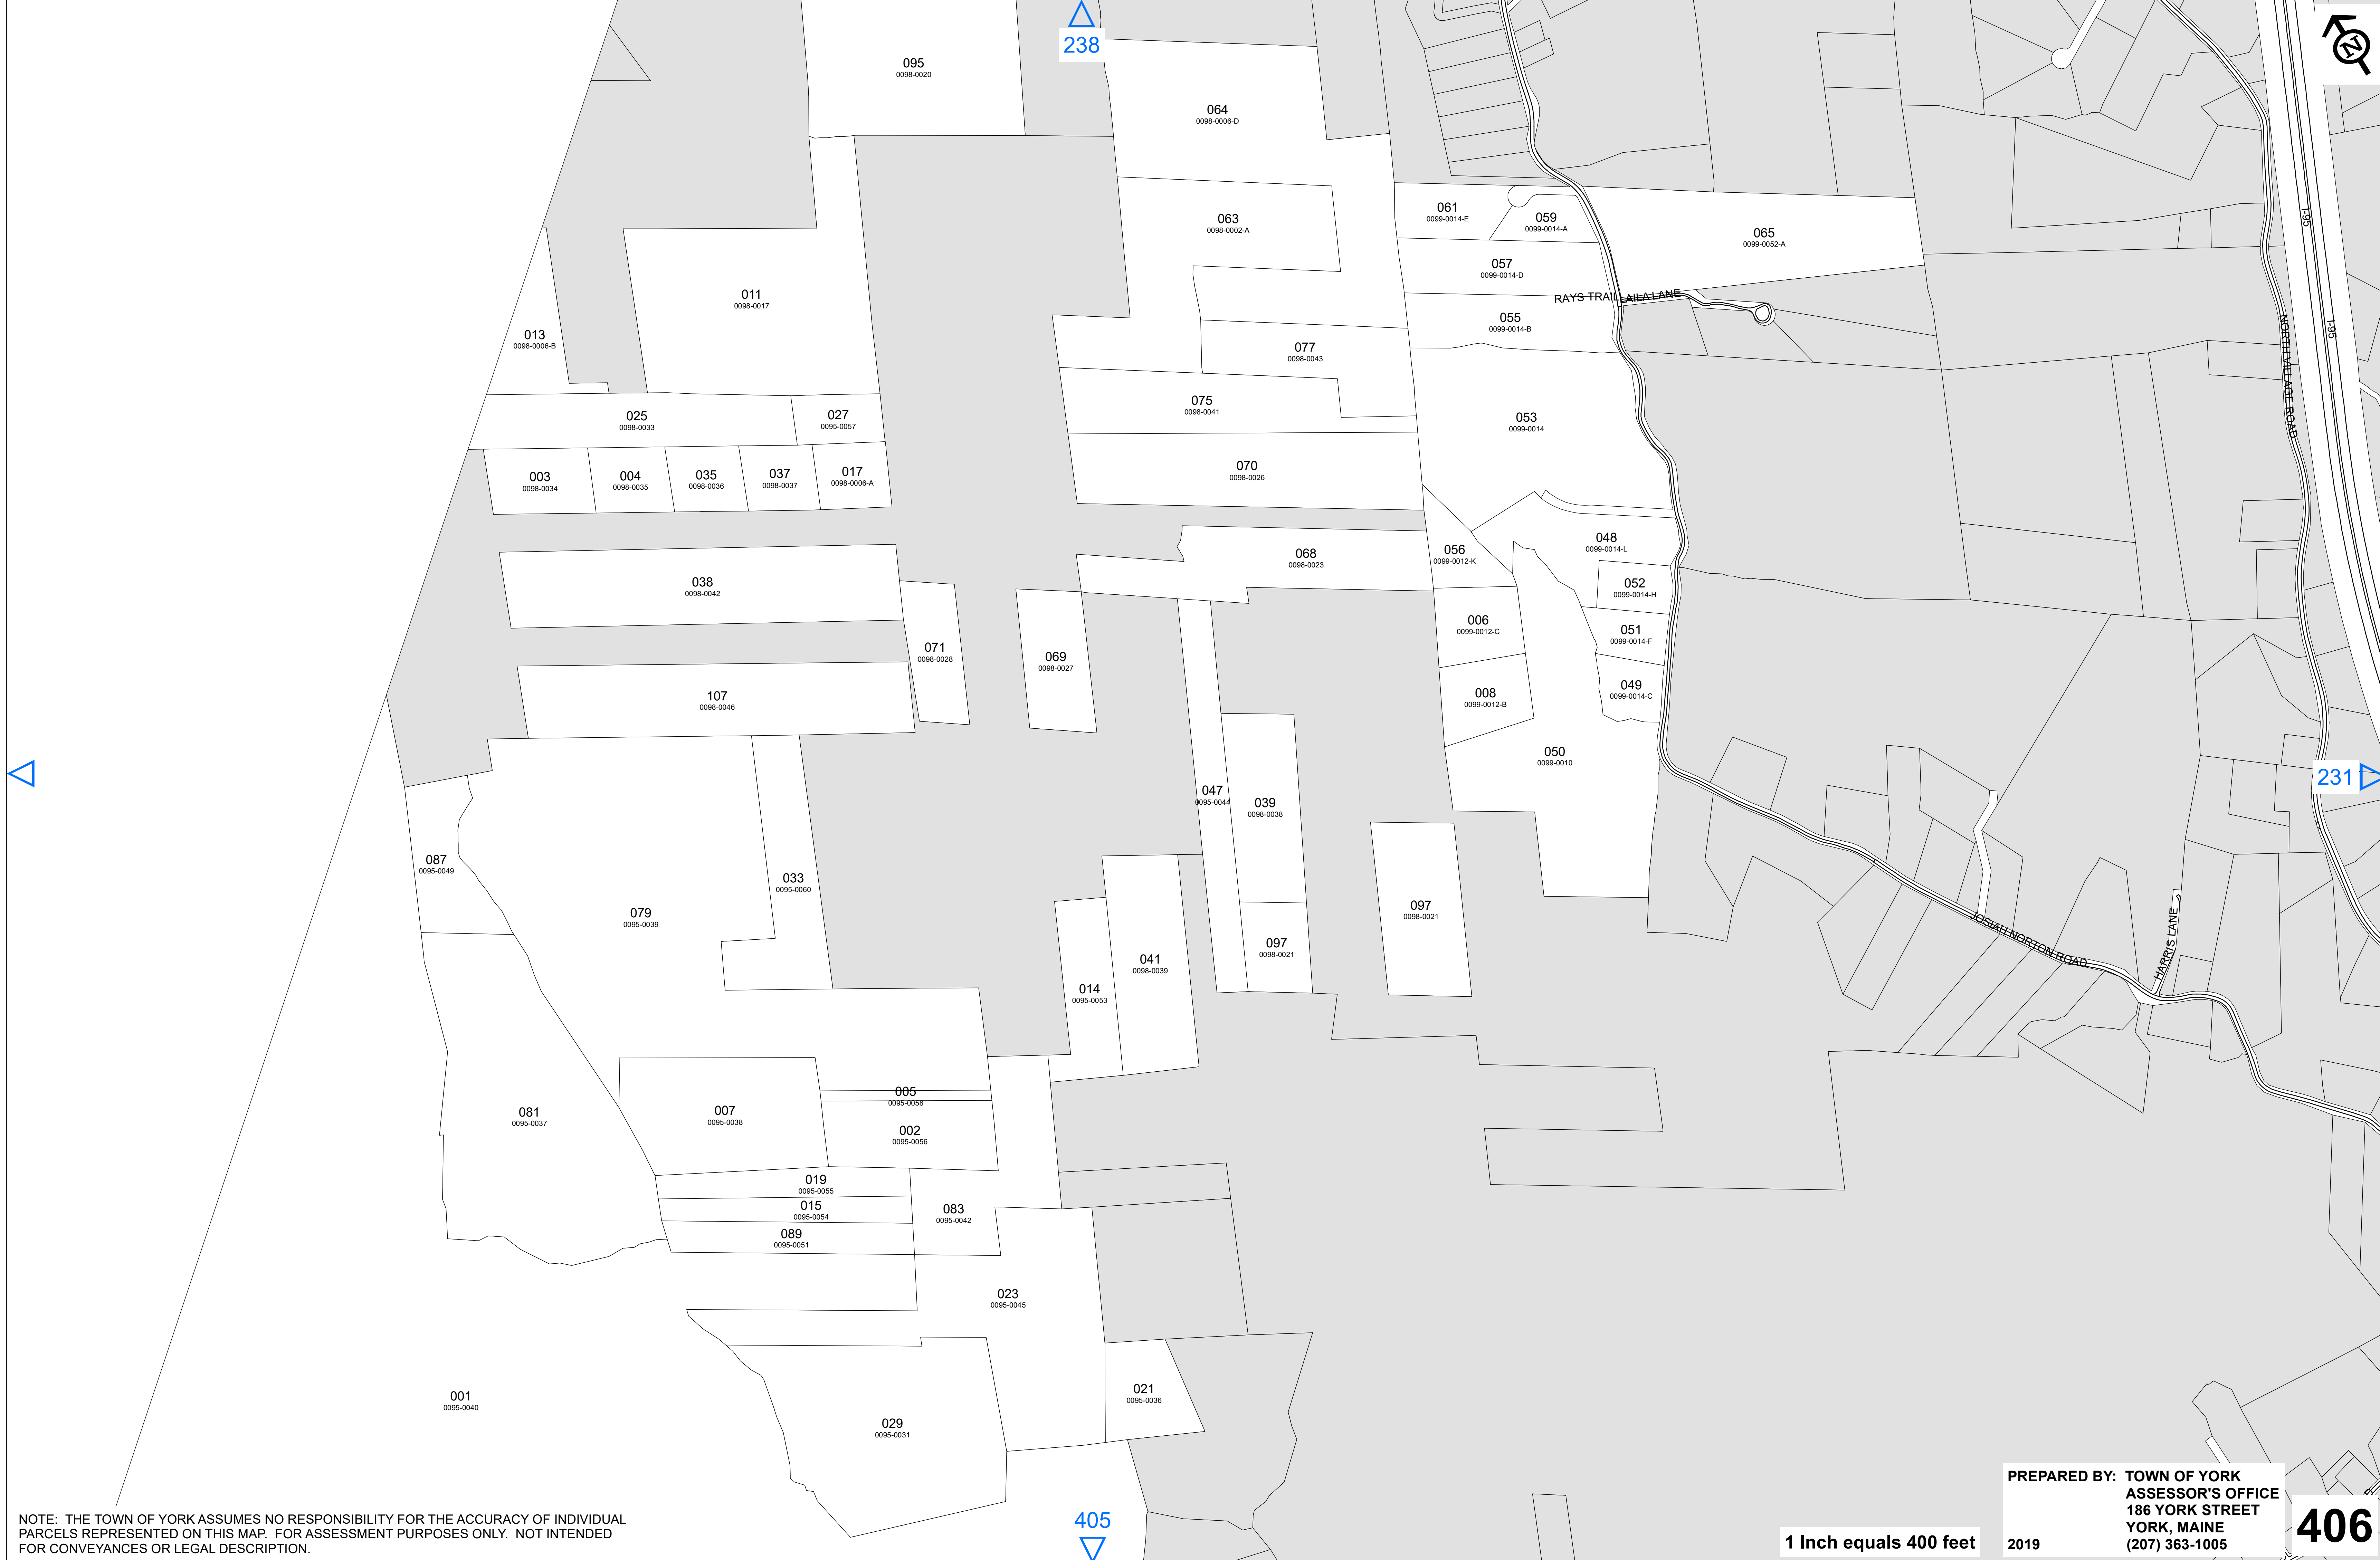 238
N
095
0098-0020
064
0098-0006-D
061
0099-0014-E
059
0099-0014-A
065
0099-0052-A
063
0098-0002-A
I-95
057
0099-0014-D
011
0098-0017
RAYS TRAIL
AILA LANE
055
0099-0014-B
I-95
NORTH VILLAGE ROAD
013
0098-0006-B
077
0098-0043
075
0098-0041
025
0098-0033
027
0095-0057
053
0099-0014
003
0098-0034
004
0098-0035
035
0098-0036
037
0098-0037
017
0098-0006-A
070
0098-0026
048
0099-0014-L
056
0099-0012-K
068
0098-0023
038
0098-0042
052
0099-0014-H
006
0099-0012-C
051
0099-0014-F
071
0098-0028
069
0098-0027
049
0099-0014-C
008
0099-0012-B
107
0098-0046
050
0099-0010
231
047
0095-0044
039
0098-0038
087
0095-0049
033
0095-0060
079
0095-0039
097
0098-0021
097
0098-0021
JOSIAH NORTON ROAD
HARRIS LANE
041
0098-0039
014
0095-0053
005
0095-0058
007
0095-0038
081
0095-0037
002
0095-0056
019
0095-0055
015
0095-0054
083
0095-0042
089
0095-0051
023
0095-0045
021
0095-0036
001
0095-0040
029
0095-0031
405
NOTE: THE TOWN OF YORK ASSUMES NO RESPONSIBILITY FOR THE ACCURACY OF INDIVIDUAL
PARCELS REPRESENTED ON THIS MAP. FOR ASSESSMENT PURPOSES ONLY. NOT INTENDED
FOR CONVEYANCES OR LEGAL DESCRIPTION.
1 Inch equals 400 feet
PREPARED BY: TOWN OF YORK
ASSESSOR'S OFFICE
186 YORK STREET
YORK, MAINE
2019 (207) 363-1005
406